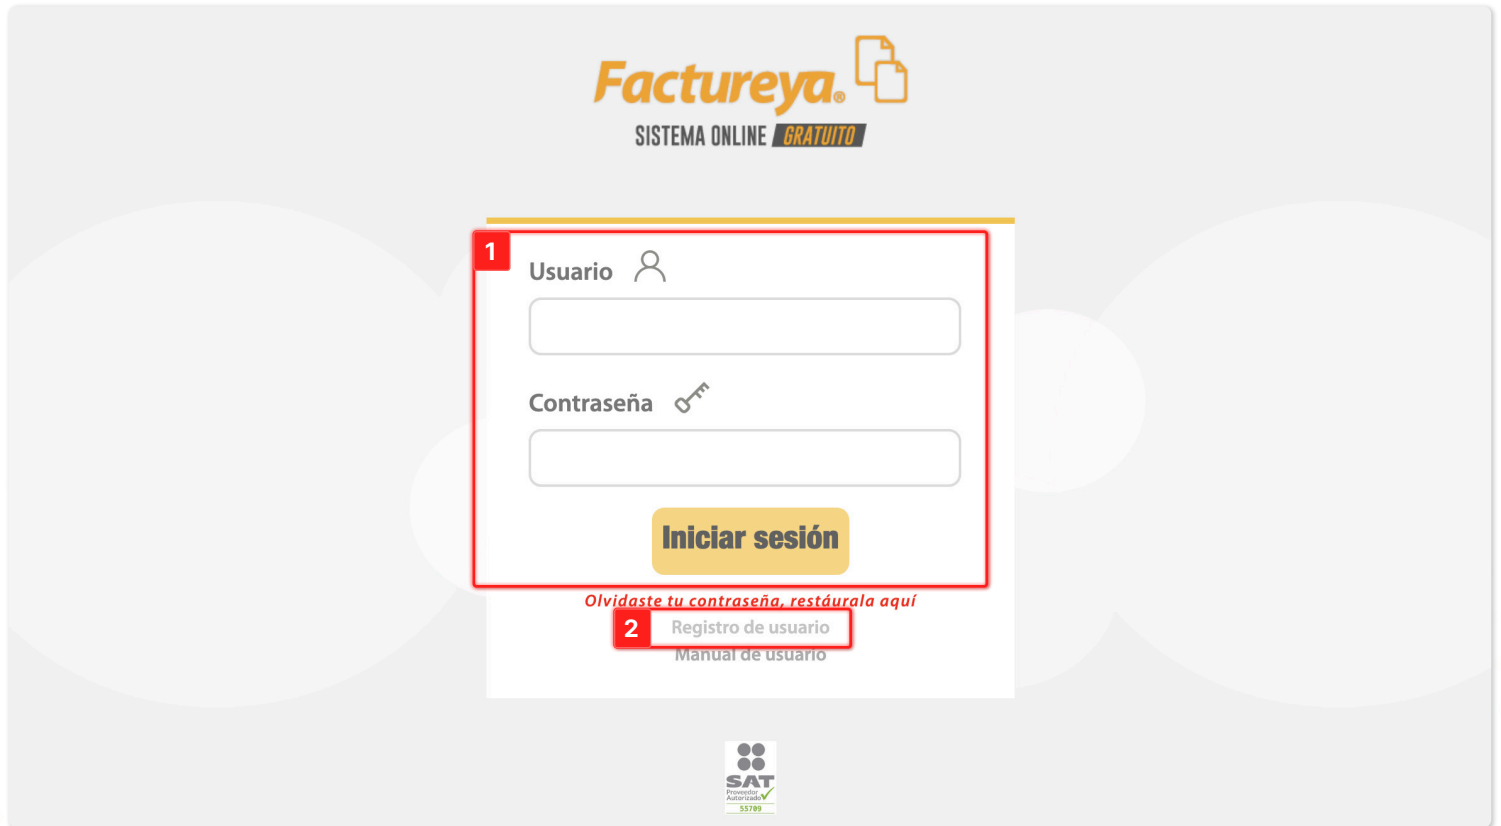 Factureya®
SISTEMA ONLINE GRATUITO
1
Usuario
Contraseña
Iniciar sesión
Olvidaste tu contraseña, restáurala aquí
2 Registro de usuario
Manual de usuario
SAT
Proveedor
Autorizado
55709